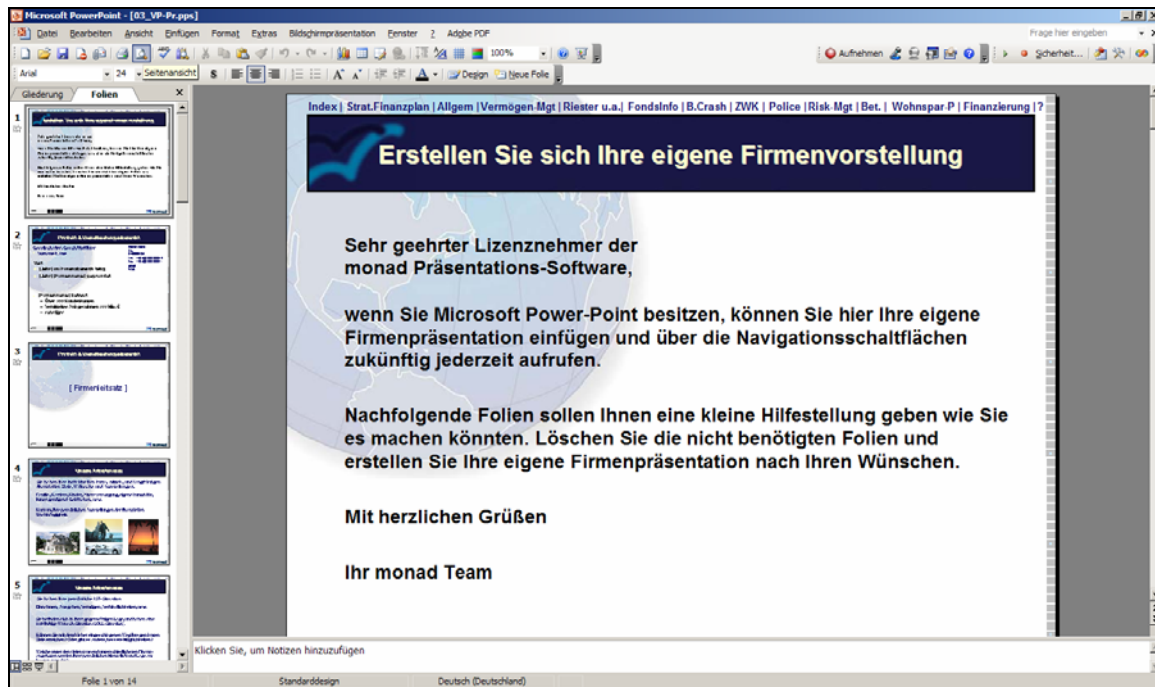 Microsoft PowerPoint - [03_VP-Pr.pps]
Datei Bearbeiten Ansicht Einfügen Format Extras Bildschirmpräsentation Fenster ? Adobe PDF
Frage hier eingeben
100%
Aufnehmen
Sicherheit...
Arial
24
Seitenansicht
Design
Neue Folie
Gliederung
Folien
Index | Strat.Finanzplan | Allgem | Vermögen-Mgt | Riester u.a. | FondsInfo | B.Crash | ZWK | Police | Risk-Mgt | Bet. | Wohnspar-P | Finanzierung | ?
Erstellen Sie sich Ihre eigene Firmenvorstellung
Sehr geehrter Lizenznehmer der
monad Präsentations-Software,
wenn Sie Microsoft Power-Point besitzen, können Sie hier Ihre eigene
Firmenpräsentation einfügen und über die Navigationsschaltflächen
zukünftig jederzeit aufrufen.
Nachfolgende Folien sollen Ihnen eine kleine Hilfestellung geben wie Sie
es machen könnten. Löschen Sie die nicht benötigten Folien und
erstellen Sie Ihre eigene Firmenpräsentation nach Ihren Wünschen.
Mit herzlichen Grüßen
Ihr monad Team
1
2
3
[ Firmenleitsatz ]
4
5
Klicken Sie, um Notizen hinzuzufügen
Folie 1 von 14
Standarddesign
Deutsch (Deutschland)